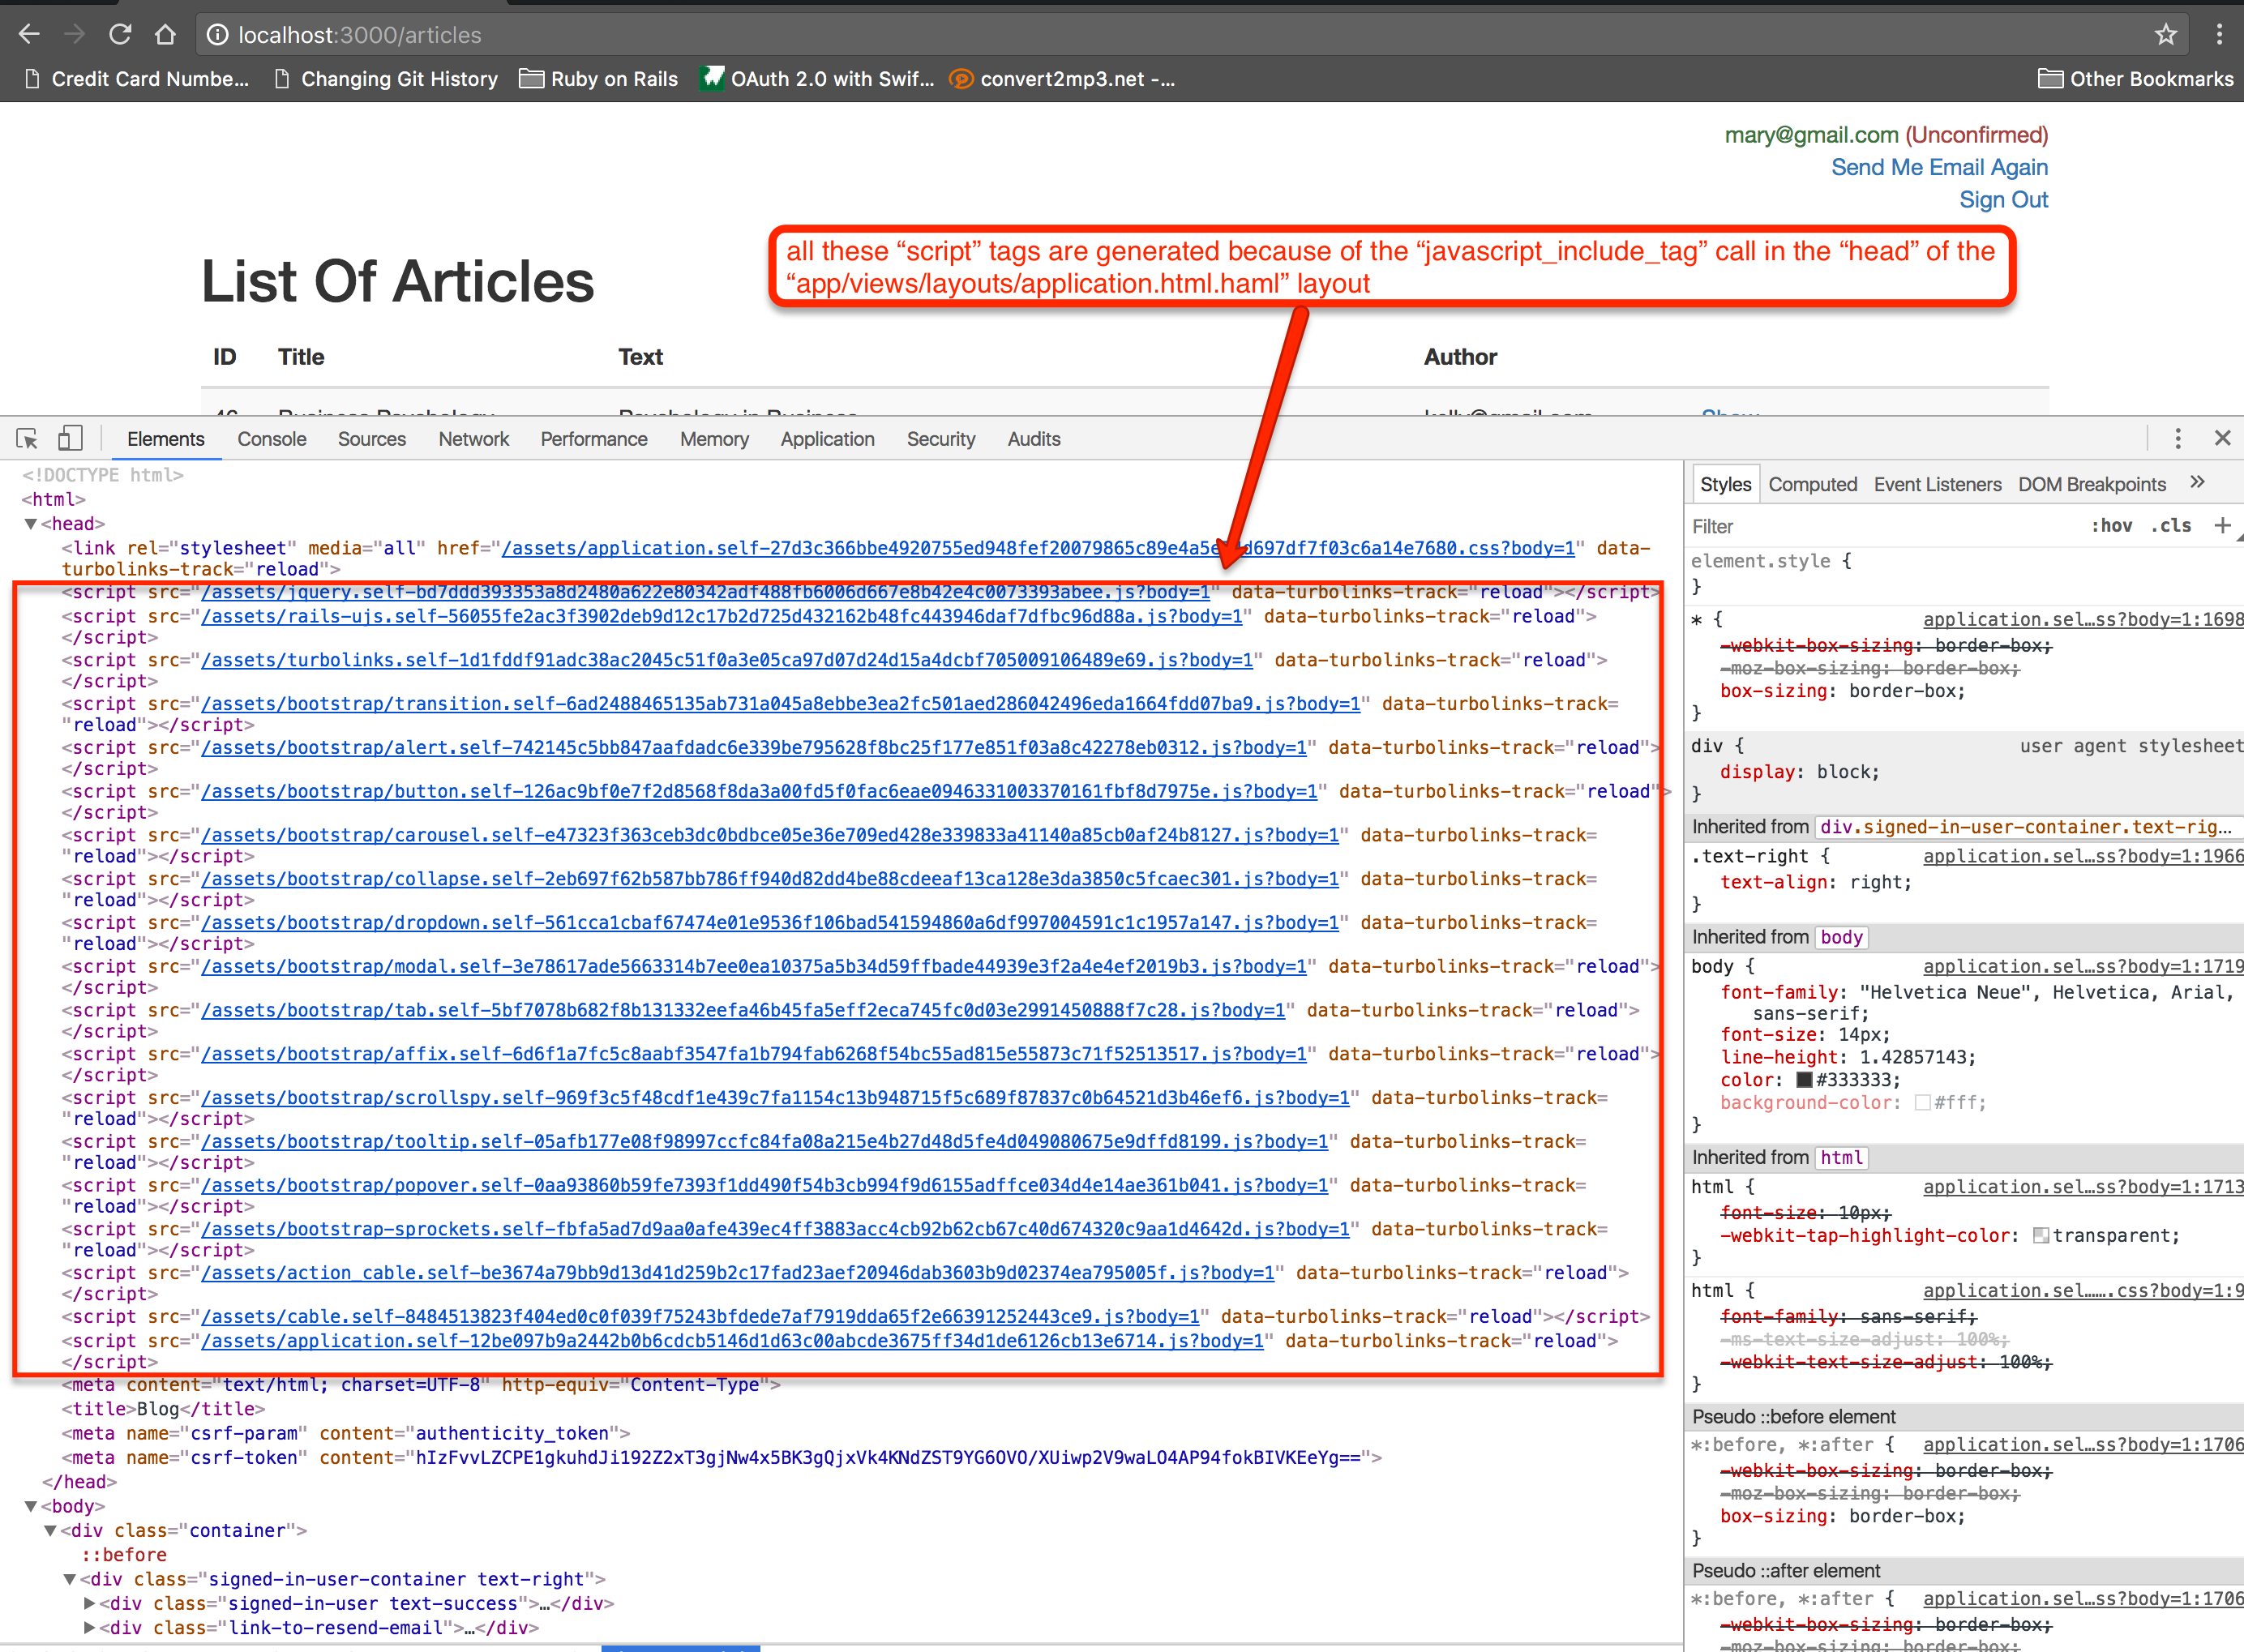 localhost:3000/articles
Credit Card Numbe...
Changing Git History
Ruby on Rails
OAuth 2.0 with Swif...
convert2mp3.net -...
Other Bookmarks
mary@gmail.com (Unconfirmed)
Send Me Email Again
Sign Out
all these “script” tags are generated because of the “javascript_include_tag” call in the “head” of the
“app/views/layouts/application.html.haml” layout
List Of Articles
ID Title Text Author
46 Business Psychology Psychology in Business kelly@gmail.com Show
Elements Console Sources Network Performance Memory Application Security Audits
<!DOCTYPE html>
<html>
▼<head>
<link rel="stylesheet" media="all" href="/assets/application.self-27d3c366bbe4920755ed948fef20079865c89e4a5e d697df7f03c6a14e7680.css?body=1" data-
turbolinks-track="reload">
<script src="/assets/jquery.self-bd7ddd393353a8d2480a622e80342adf488fb6006d667e8b42e4c0073393abee.js?body=1" data-turbolinks-track="reload"></script>
<script src="/assets/rails-ujs.self-56055fe2ac3f3902deb9d12c17b2d725d432162b48fc443946daf7dfbc96d88a.js?body=1" data-turbolinks-track="reload">
</script>
<script src="/assets/turbolinks.self-1d1fddf91adc38ac2045c51f0a3e05ca97d07d24d15a4dcbf705009106489e69.js?body=1" data-turbolinks-track="reload">
</script>
<script src="/assets/bootstrap/transition.self-6ad2488465135ab731a045a8ebbe3ea2fc501aed286042496eda1664fdd07ba9.js?body=1" data-turbolinks-track=
"reload"></script>
<script src="/assets/bootstrap/alert.self-742145c5bb847aafdadc6e339be795628f8bc25f177e851f03a8c42278eb0312.js?body=1" data-turbolinks-track="reload">
</script>
<script src="/assets/bootstrap/button.self-126ac9bf0e7f2d8568f8da3a00fd5f0fac6eae0946331003370161fbf8d7975e.js?body=1" data-turbolinks-track="reload">
</script>
<script src="/assets/bootstrap/carousel.self-e47323f363ceb3dc0bdbce05e36e709ed428e339833a41140a85cb0af24b8127.js?body=1" data-turbolinks-track=
"reload"></script>
<script src="/assets/bootstrap/collapse.self-2eb697f62b587bb786ff940d82dd4be88cdeeaf13ca128e3da3850c5fcaec301.js?body=1" data-turbolinks-track=
"reload"></script>
<script src="/assets/bootstrap/dropdown.self-561cca1cbaf67474e01e9536f106bad541594860a6df997004591c1c1957a147.js?body=1" data-turbolinks-track=
"reload"></script>
<script src="/assets/bootstrap/modal.self-3e78617ade5663314b7ee0ea10375a5b34d59ffbade44939e3f2a4e4ef2019b3.js?body=1" data-turbolinks-track="reload">
</script>
<script src="/assets/bootstrap/tab.self-5bf7078b682f8b131332eefa46b45fa5eff2eca745fc0d03e2991450888f7c28.js?body=1" data-turbolinks-track="reload">
</script>
<script src="/assets/bootstrap/affix.self-6d6f1a7fc5c8aabf3547fa1b794fab6268f54bc55ad815e55873c71f52513517.js?body=1" data-turbolinks-track="reload">
</script>
<script src="/assets/bootstrap/scrollspy.self-969f3c5f48cdf1e439c7fa1154c13b948715f5c689f87837c0b64521d3b46ef6.js?body=1" data-turbolinks-track=
"reload"></script>
<script src="/assets/bootstrap/tooltip.self-05afb177e08f98997ccfc84fa08a215e4b27d48d5fe4d049080675e9dffd8199.js?body=1" data-turbolinks-track=
"reload"></script>
<script src="/assets/bootstrap/popover.self-0aa93860b59fe7393f1dd490f54b3cb994f9d6155adffce034d4e14ae361b041.js?body=1" data-turbolinks-track=
"reload"></script>
<script src="/assets/bootstrap-sprockets.self-fbfa5ad7d9aa0afe439ec4ff3883acc4cb92b62cb67c40d674320c9aa1d4642d.js?body=1" data-turbolinks-track=
"reload"></script>
<script src="/assets/action_cable.self-be3674a79bb9d13d41d259b2c17fad23aef20946dab3603b9d02374ea795005f.js?body=1" data-turbolinks-track="reload">
</script>
<script src="/assets/cable.self-8484513823f404ed0c0f039f75243bfdede7af7919dda65f2e66391252443ce9.js?body=1" data-turbolinks-track="reload"></script>
<script src="/assets/application.self-12be097b9a2442b0b6cdcb5146d1d63c00abcde3675ff34d1de6126cb13e6714.js?body=1" data-turbolinks-track="reload">
</script>
<meta content="text/html; charset=UTF-8" http-equiv="Content-Type">
<title>Blog</title>
<meta name="csrf-param" content="authenticity_token">
<meta name="csrf-token" content="hIzFvvLZCPE1gkuhdJi192Z2xT3gjNw4x5BK3gQjxVk4KNdZST9YG6OVO/XUiwp2V9waLO4AP94fokBIVKEeYg==">
</head>
▼<body>
▼<div class="container">
::before
▼<div class="signed-in-user-container text-right">
▶<div class="signed-in-user text-success">…</div>
▶<div class="link-to-resend-email">…</div>
Styles Computed Event Listeners DOM Breakpoints »
Filter :hov .cls +
element.style {
}
* { application.sel…ss?body=1:1698
-webkit-box-sizing: border-box;
-moz-box-sizing: border-box;
box-sizing: border-box;
}
div { user agent stylesheet
display: block;
}
Inherited from div.signed-in-user-container.text-rig…
.text-right { application.sel…ss?body=1:1966
text-align: right;
}
Inherited from body
body { application.sel…ss?body=1:1719
font-family: "Helvetica Neue", Helvetica, Arial,
sans-serif;
font-size: 14px;
line-height: 1.42857143;
color: #333333;
background-color: #fff;
}
Inherited from html
html { application.sel…ss?body=1:1713
font-size: 10px;
-webkit-tap-highlight-color: transparent;
}
html { application.sel…….css?body=1:9
font-family: sans-serif;
-ms-text-size-adjust: 100%;
-webkit-text-size-adjust: 100%;
}
Pseudo ::before element
*:before, *:after { application.sel…ss?body=1:1706
-webkit-box-sizing: border-box;
-moz-box-sizing: border-box;
box-sizing: border-box;
}
Pseudo ::after element
*:before, *:after { application.sel…ss?body=1:1706
-webkit-box-sizing: border-box;
-moz-box-sizing: border-box;